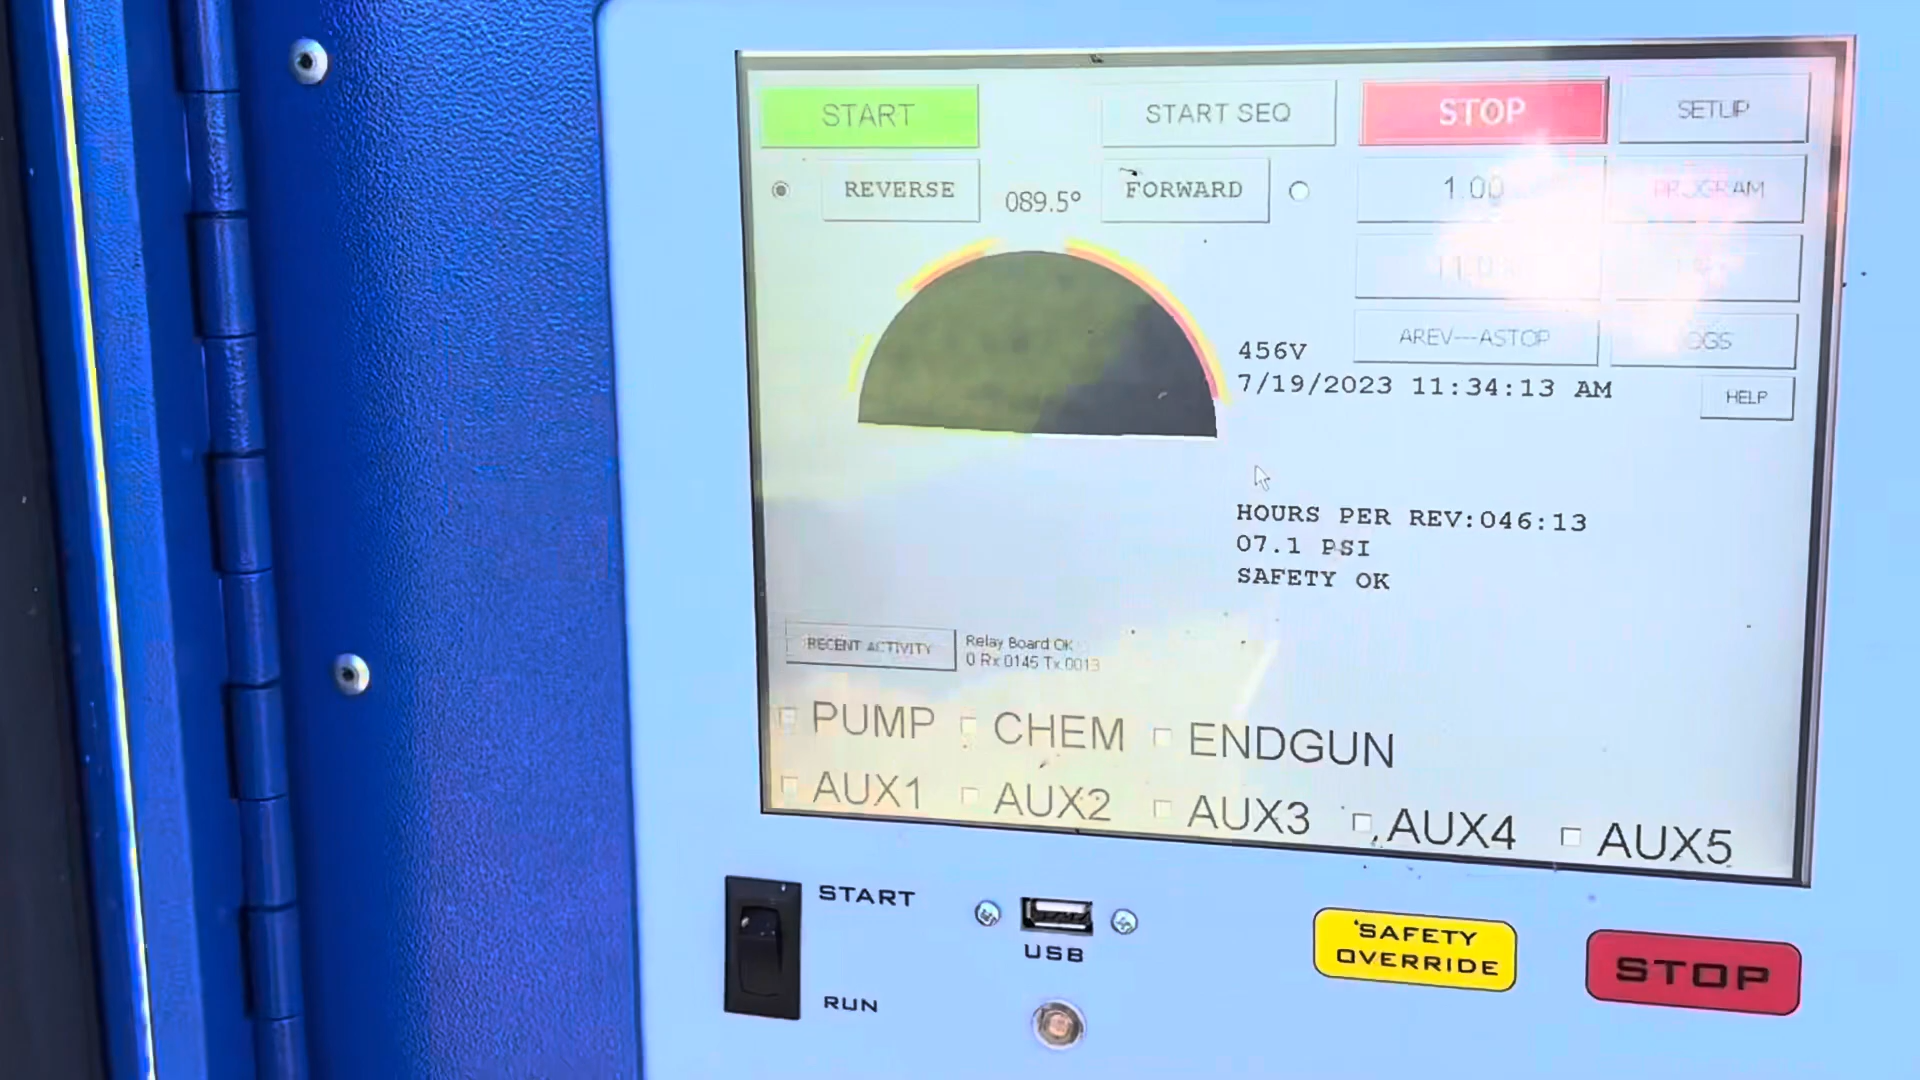 START
START SEQ
STOP
SETUP
REVERSE
089.5°
FORWARD
1.00
PROGRAM
456V
AREV---ASTOP
7/19/2023 11:34:13 AM
HELP
HOURS PER REV:046:13
07.1 PSI
SAFETY OK
RECENT ACTIVITY
Relay Board OK
0 Rx 0145 Tx 0013
PUMP
CHEM
ENDGUN
AUX1
AUX2
AUX3
AUX4
AUX5
START
RUN
USB
SAFETY
OVERRIDE
STOP